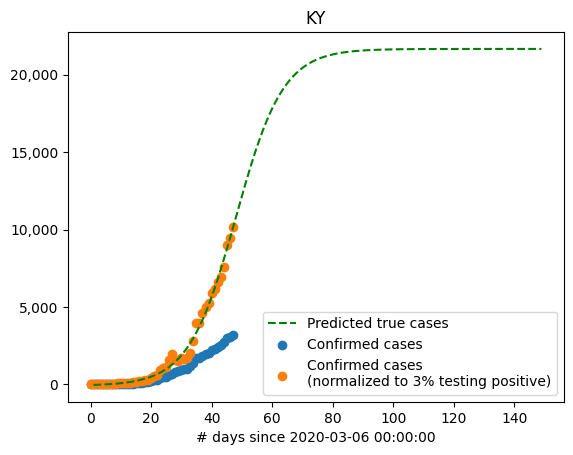 KY
20,000
15,000
10,000
5,000
0
Predicted true cases
Confirmed cases
Confirmed cases
(normalized to 3% testing positive)
0 20 40 60 80 100 120 140
# days since 2020-03-06 00:00:00